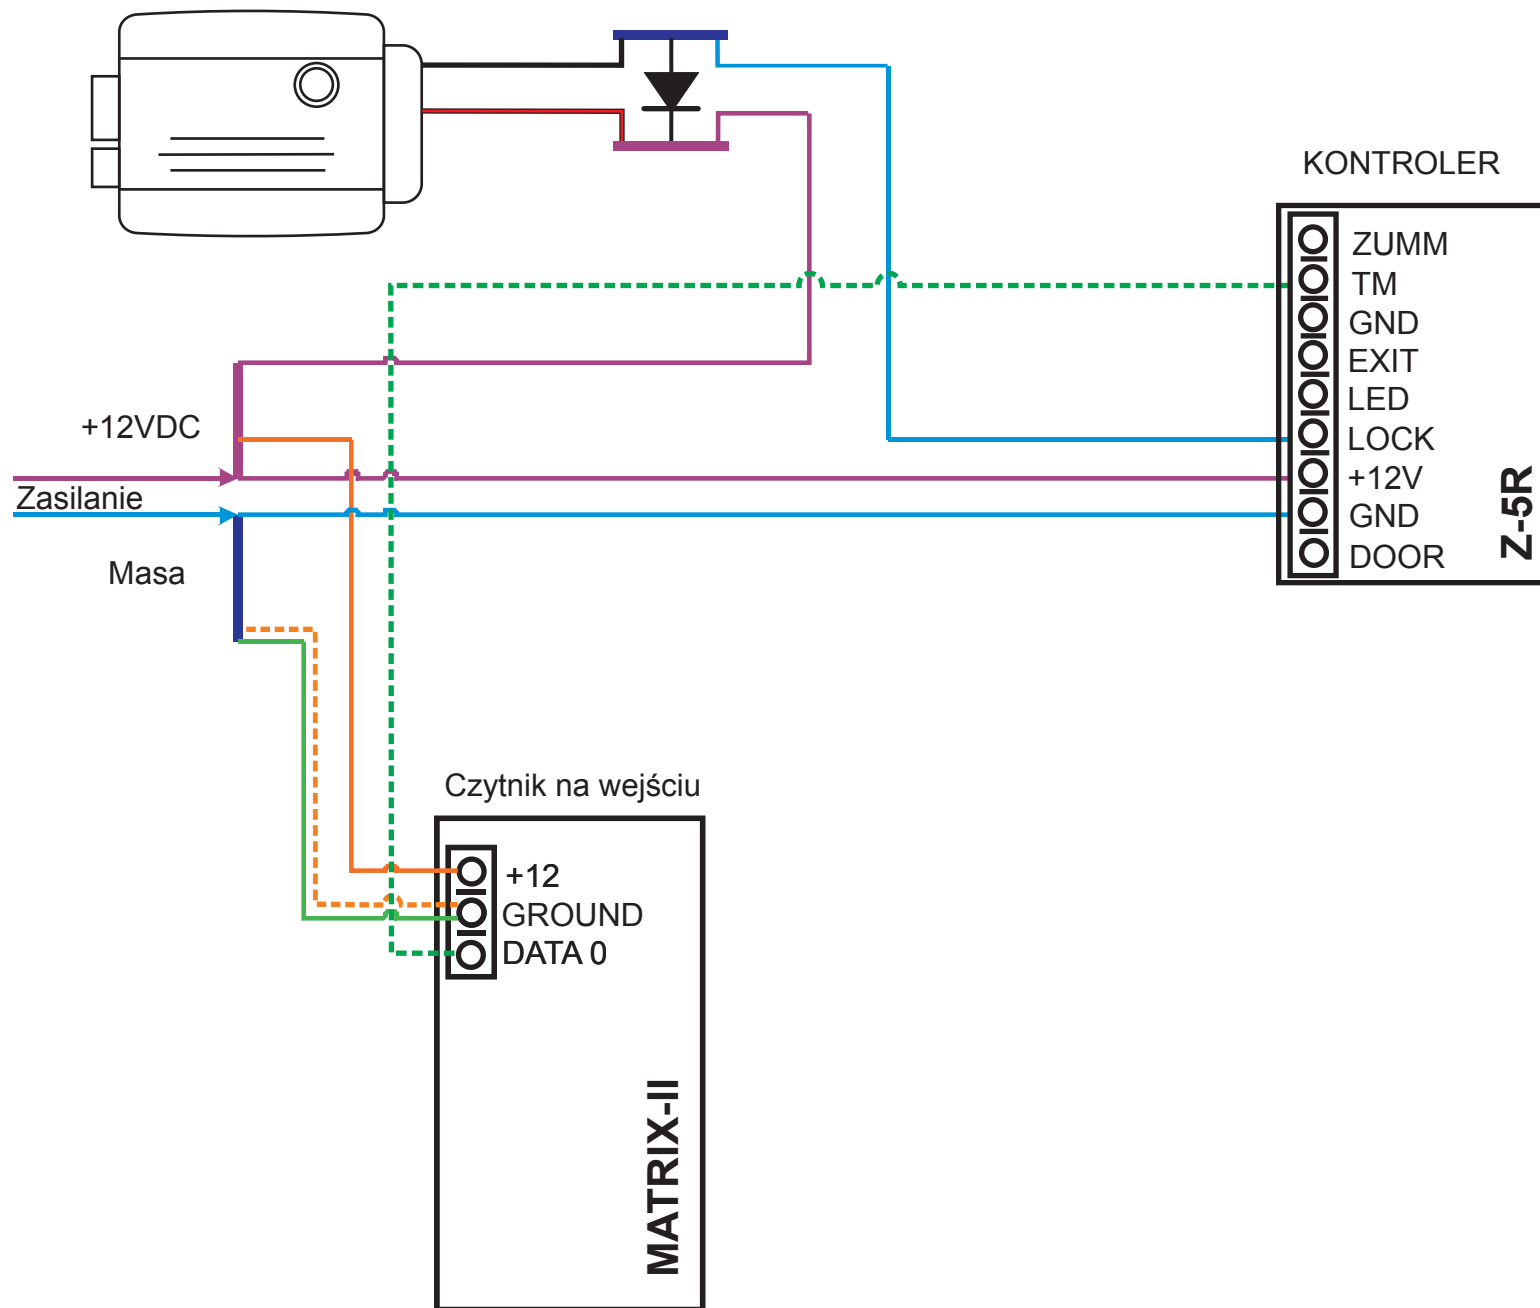 KONTROLER
ZUMM
TM
GND
EXIT
LED
LOCK
+12V
GND
DOOR
Z-5R
+12VDC
Zasilanie
Masa
Czytnik na wejściu
+12
GROUND
DATA 0
MATRIX-II